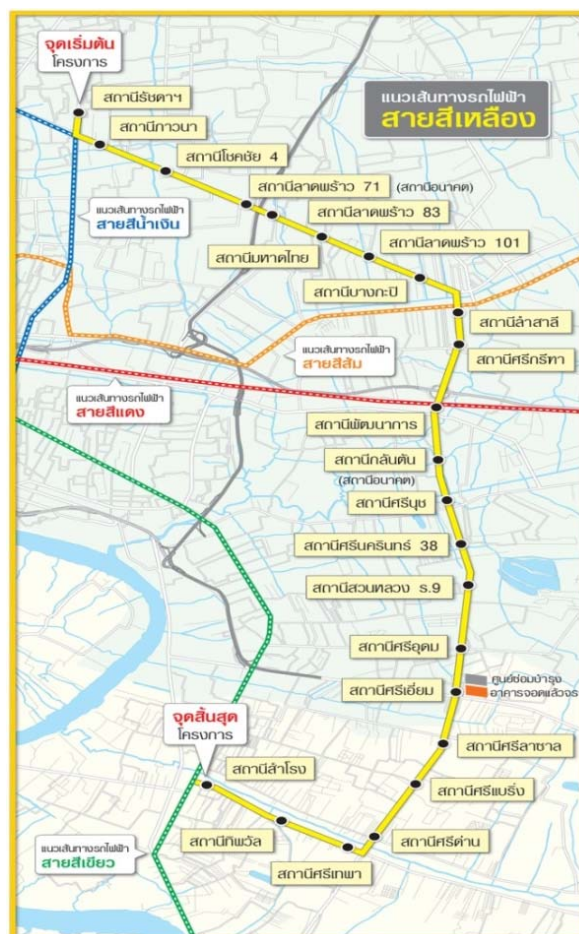 จุดเริ่มต้น
โครงการ
แนวเส้นทางรถไฟฟ้า
สายสีเหลือง
สถานีรัชดาฯ
สถานีภาวนา
สถานีโชคชัย 4
สถานีลาดพร้าว 71 (สถานีอนาคต)
สถานีลาดพร้าว 83
แนวเส้นทางรถไฟฟ้า
สายสีน้ำเงิน
สถานีมหาดไทย
สถานีลาดพร้าว 101
สถานีบางกะปิ
สถานีลำสาลี
แนวเส้นทางรถไฟฟ้า
สายสีส้ม
สถานีศรีกรีฑา
แนวเส้นทางรถไฟฟ้า
สายสีแดง
สถานีพัฒนาการ
สถานีกลันตัน
(สถานีอนาคต)
สถานีศรีนุช
สถานีศรีนครินทร์ 38
สถานีสวนหลวง ร.9
สถานีศรีอุดม
ศูนย์ซ่อมบำรุง
อาคารจอดแล้วจร
สถานีศรีเอี่ยม
จุดสิ้นสุด
โครงการ
สถานีศรีลาซาล
สถานีสำโรง
สถานีศรีแบริ่ง
สถานีทิพวัล
สถานีศรีด่าน
แนวเส้นทางรถไฟฟ้า
สายสีเขียว
สถานีศรีเทพา